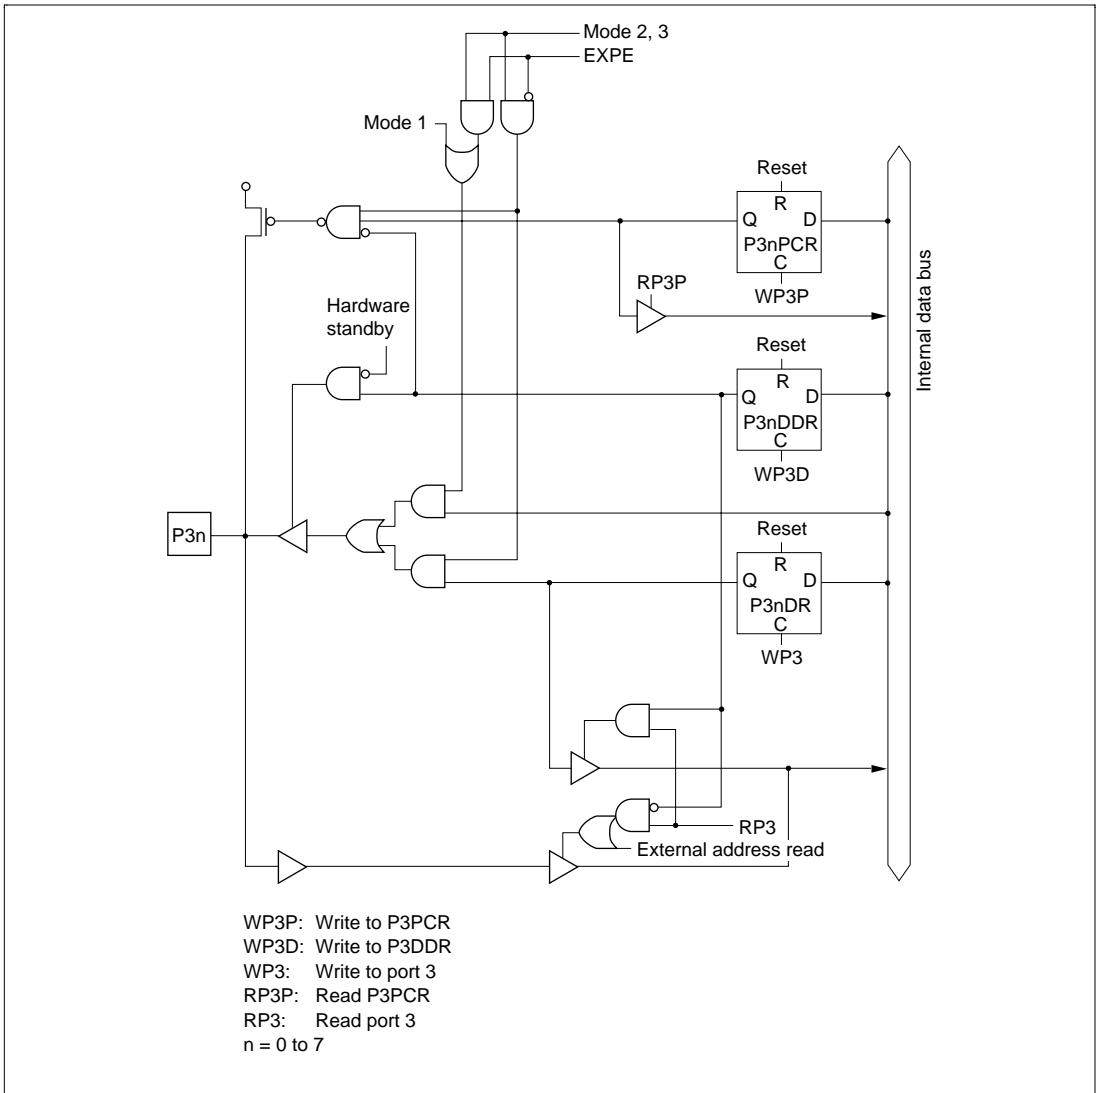 Mode 2, 3
EXPE
Mode 1
Reset
R
Q D
P3nPCR
C
WP3P
RP3P
Hardware
standby
Reset
R
Q D
P3nDDR
C
WP3D
Internal data bus
P3n
Reset
R
Q D
P3nDR
C
WP3
RP3
External address read
WP3P: Write to P3PCR
WP3D: Write to P3DDR
WP3: Write to port 3
RP3P: Read P3PCR
RP3: Read port 3
n = 0 to 7